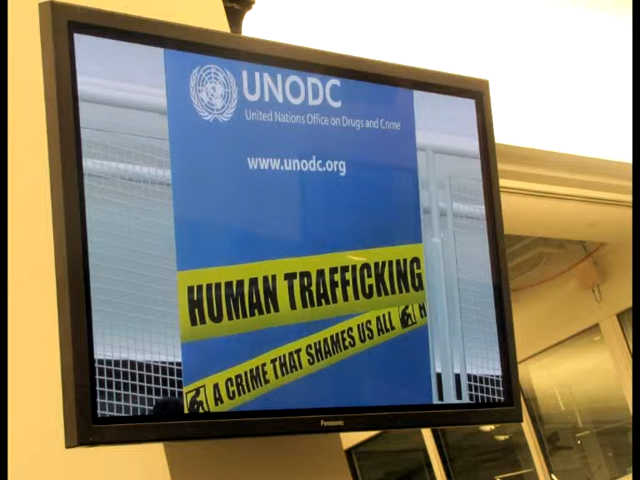 UNODC
United Nations Office on Drugs and Crime
www.unodc.org
HUMAN TRAFFICKING
A CRIME THAT SHAMES US ALL H
Panasonic